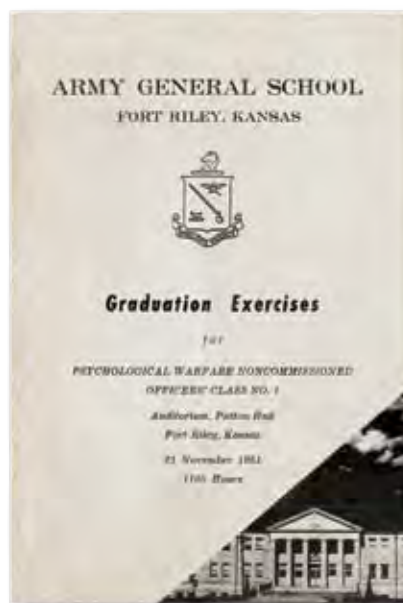 ARMY GENERAL SCHOOL
FORT RILEY, KANSAS
Graduation Exercises
for
PSYCHOLOGICAL WARFARE NONCOMMISSIONED
OFFICERS' CLASS NO. 1
Auditorium, Patton Hall
Fort Riley, Kansas
November 1951
Hours